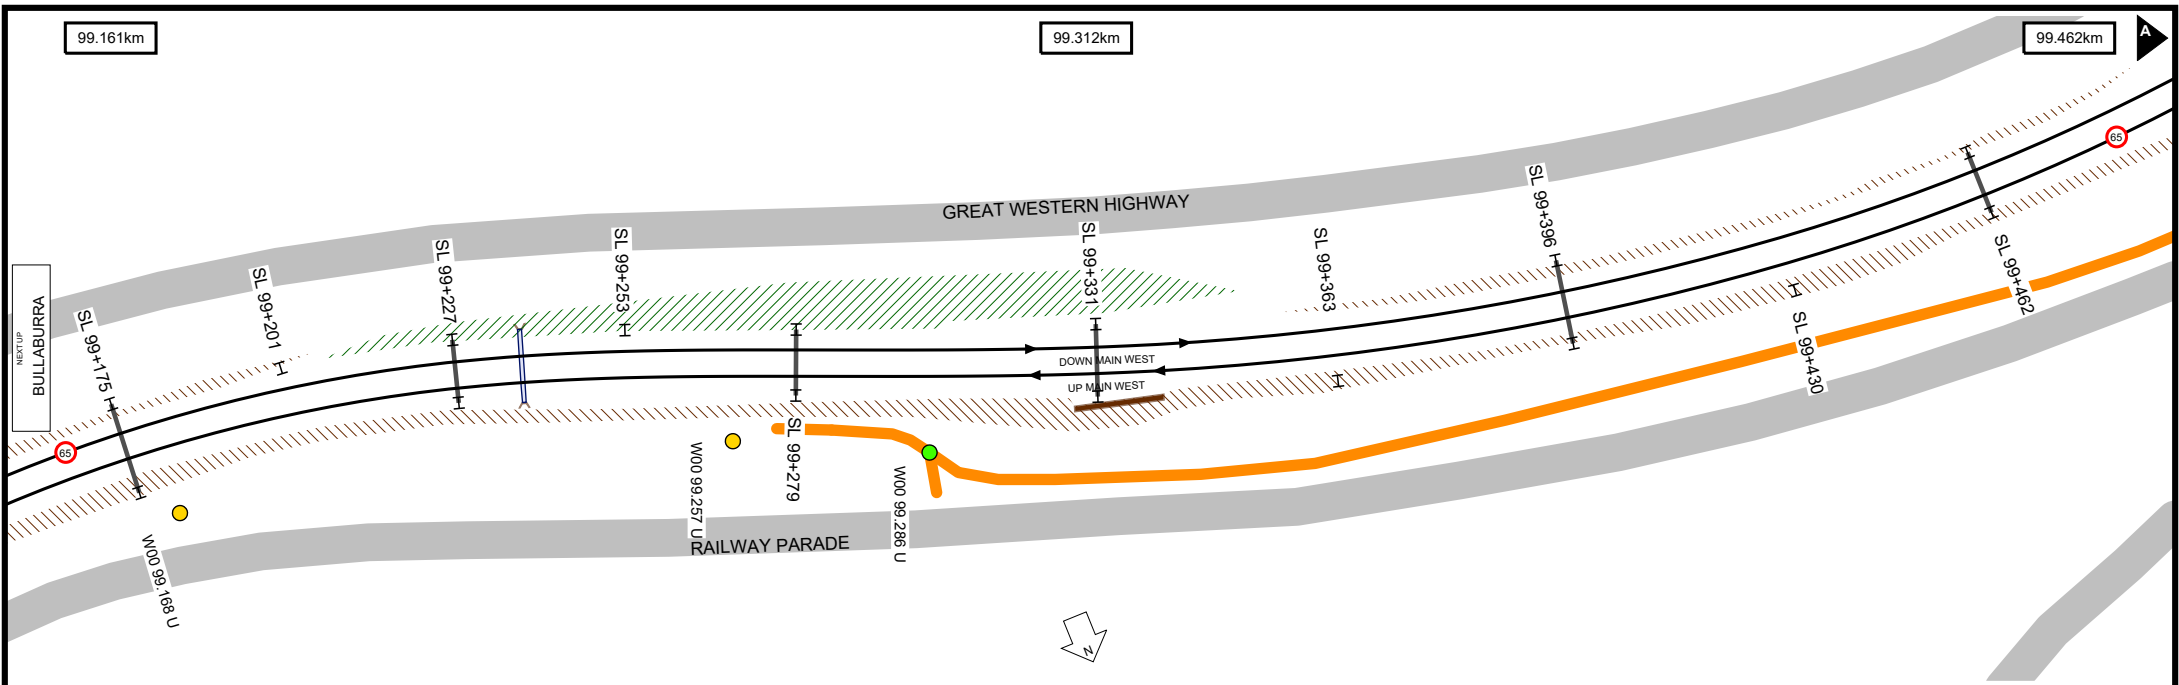 99.161km
99.312km
99.462km
A
GREAT WESTERN HIGHWAY
SL 99+175
SL 99+201
SL 99+227
SL 99+253
SL 99+331
SL 99+363
SL 99+396
SL 99+462
SL 99+430
65
65
NEXT UP
BULLABURRA
DOWN MAIN WEST
UP MAIN WEST
W00 99.168 U
W00 99.257 U
SL 99+279
W00 99.286 U
RAILWAY PARADE
N